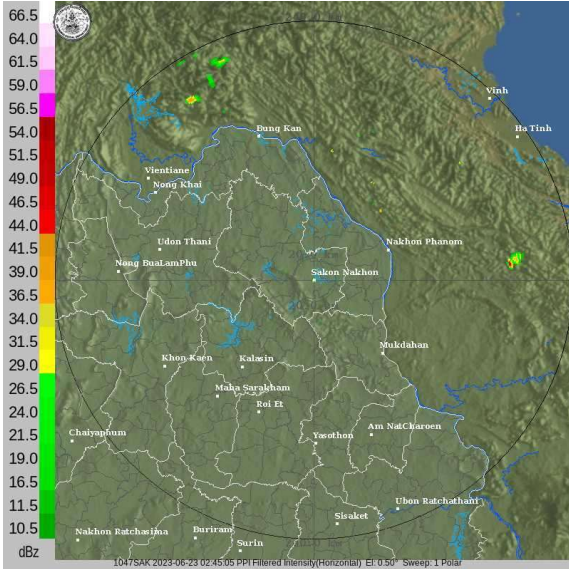 66.5
64.0
61.5
59.0
56.5
54.0
51.5
49.0
46.5
44.0
41.5
39.0
36.5
34.0
31.5
29.0
26.5
24.0
21.5
19.0
16.5
11.5
10.5
dBz
Vinh
Ha Tinh
Bung Kan
Vientiane
Nong Khai
Udon Thani
Nakhon Phanom
Nong BuaLamPhu
Sakon Nakhon
Mukdahan
Khon Kaen
Kalasin
Maha Sarakham
Roi Et
Chaiyaphum
Yasothon
Am NatCharoen
Ubon Ratchathani
Sisaket
Nakhon Ratchasima
Buriram
Surin
1047SAK 2023-06-23 02:45:05 PPI Filtered Intensity(Horizontal) El: 0.50° Sweep: 1 Polar